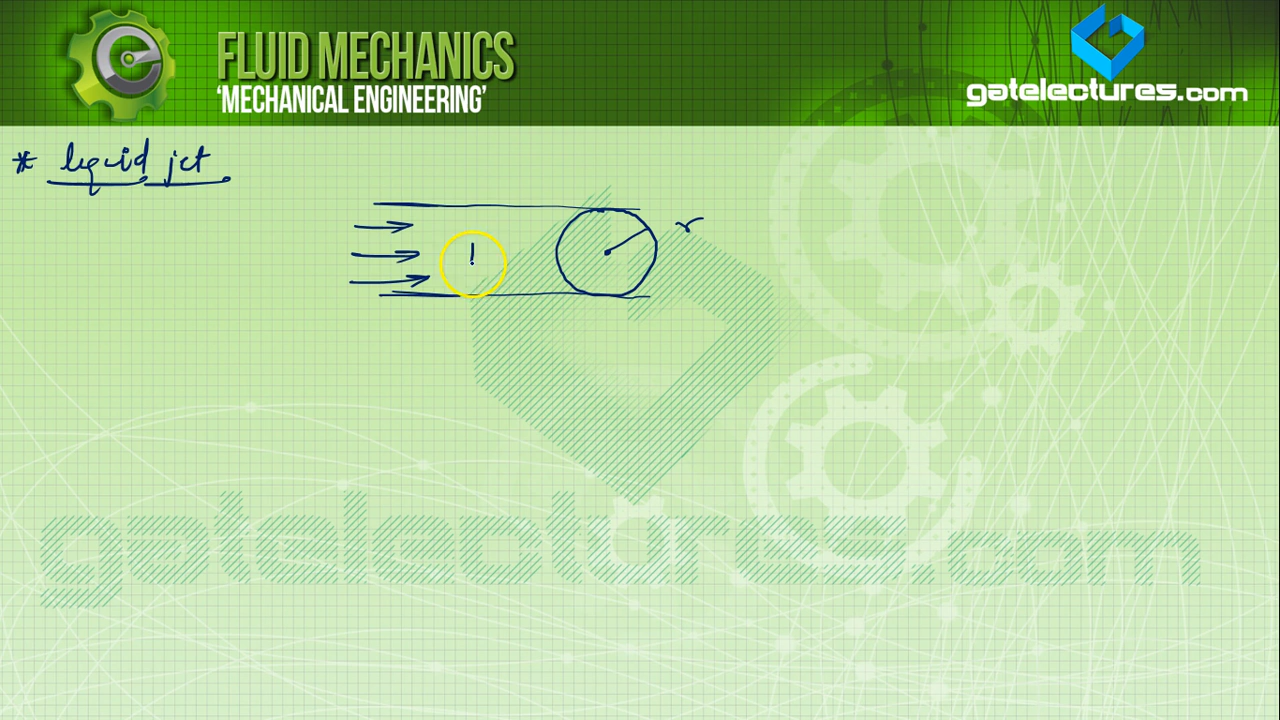 FLUID MECHANICS
'MECHANICAL ENGINEERING'
gatelectures.com
* liquid jet
r
gatelectures.com